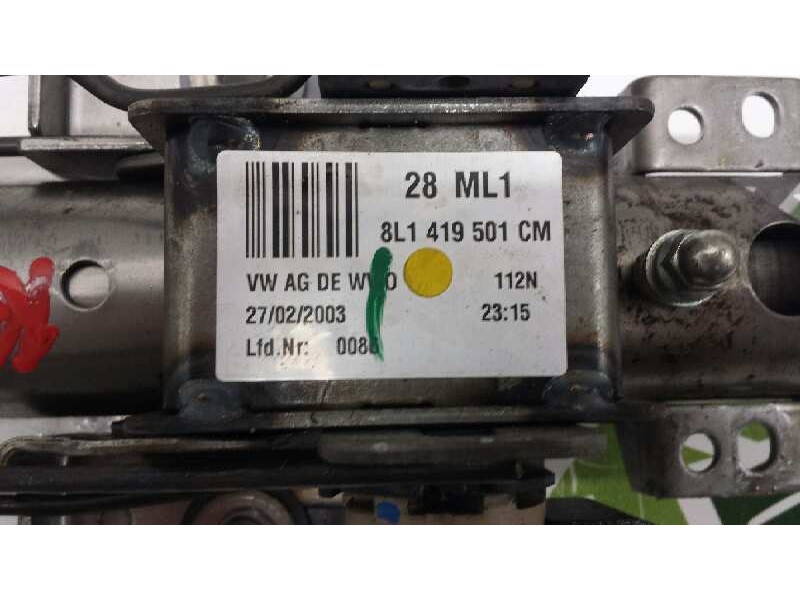 28 ML1
8L1 419 501 CM
VW AG DE 112N
27/02/2003 23:15
Lfd.Nr: